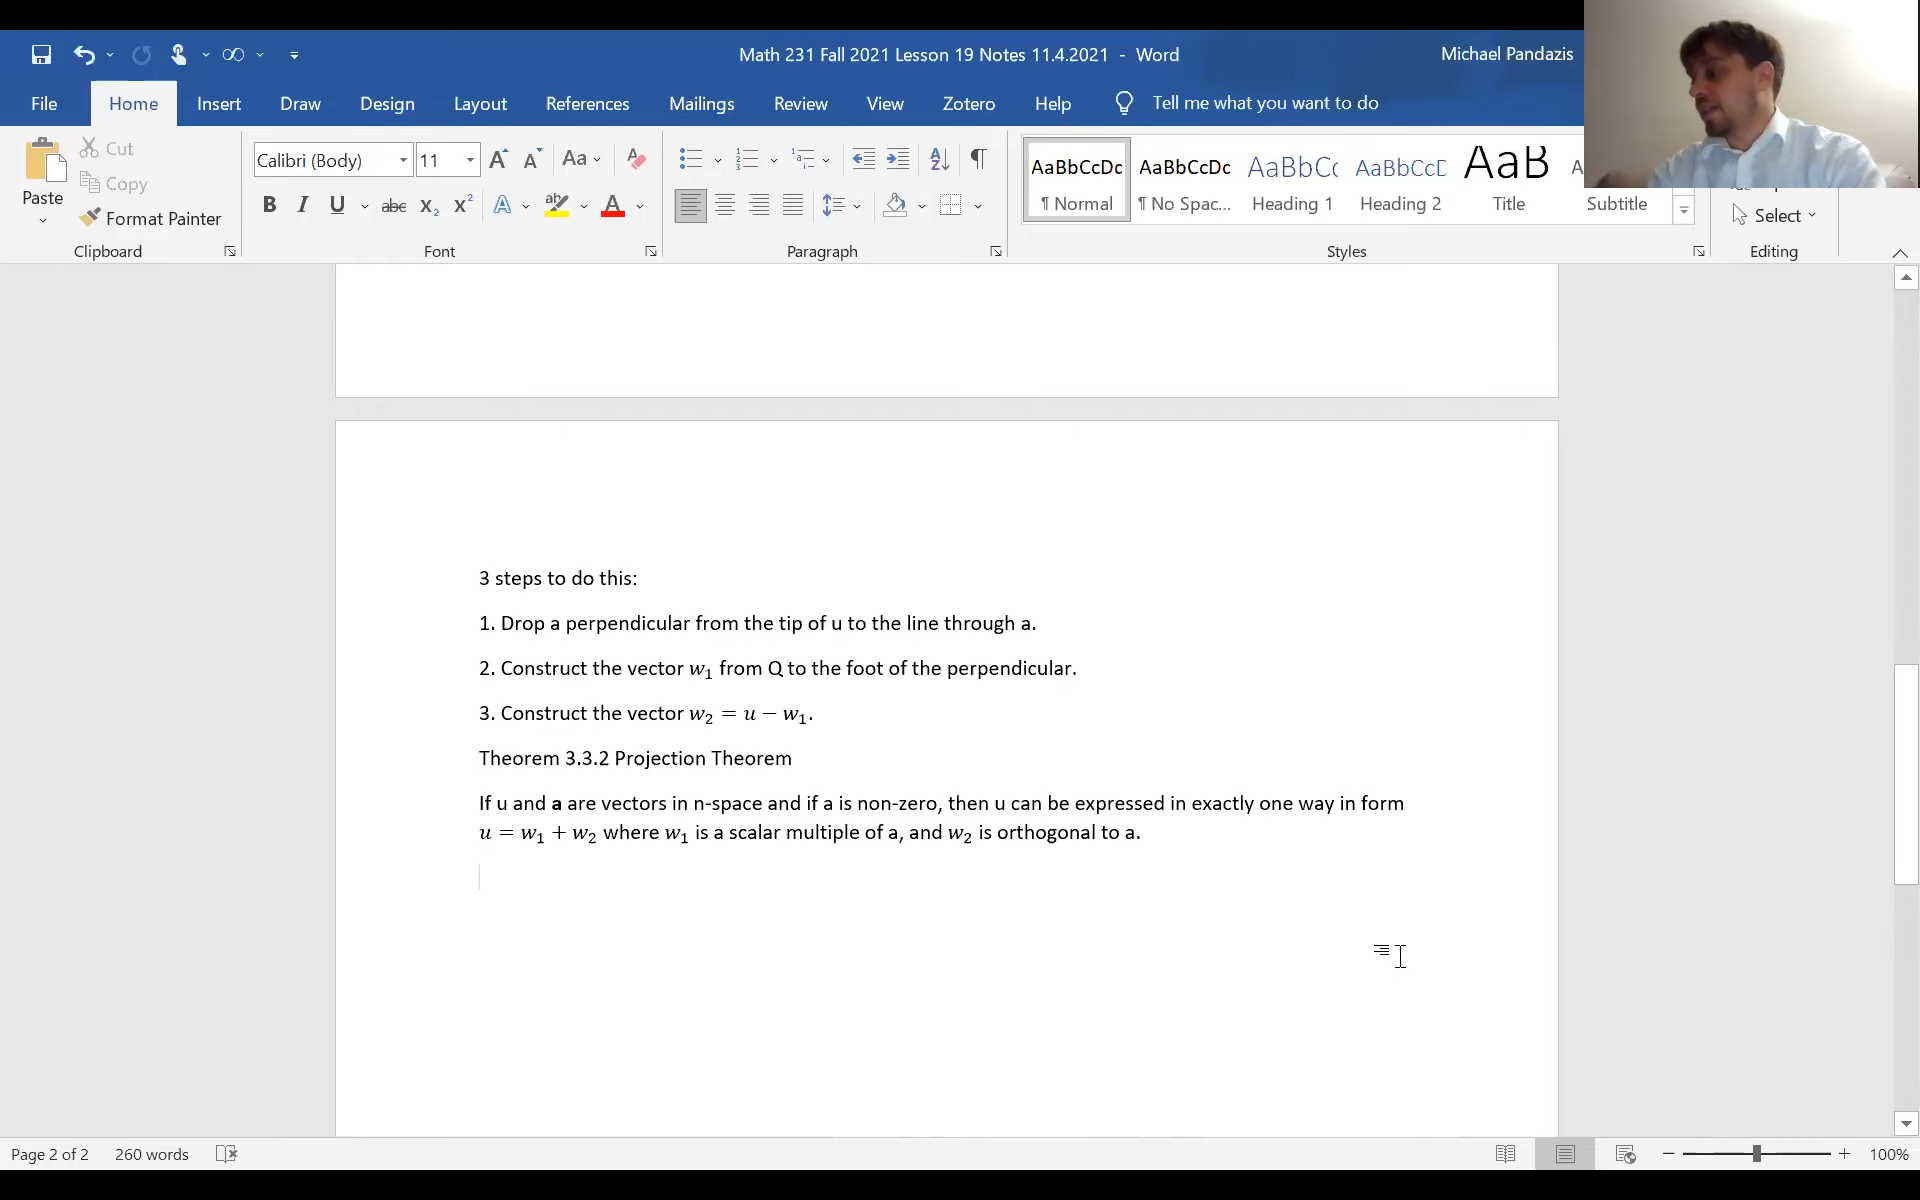 Math 231 Fall 2021 Lesson 19 Notes 11.4.2021 - Word
Michael Pandazis
File Home Insert Draw Design Layout References Mailings Review View Zotero Help Tell me what you want to do
Paste
Cut
Copy
Format Painter
Clipboard
Calibri (Body) 11
Font
Paragraph
AaBbCcDc AaBbCcDc AaBbCc AaBbCcD AaB
¶ Normal ¶ No Spac... Heading 1 Heading 2 Title Subtitle
Styles
Select
Editing
3 steps to do this:
1. Drop a perpendicular from the tip of u to the line through a.
2. Construct the vector w₁ from Q to the foot of the perpendicular.
3. Construct the vector w₂ = u − w₁.
Theorem 3.3.2 Projection Theorem
If u and a are vectors in n-space and if a is non-zero, then u can be expressed in exactly one way in form
u = w₁ + w₂ where w₁ is a scalar multiple of a, and w₂ is orthogonal to a.
Page 2 of 2 260 words 100%